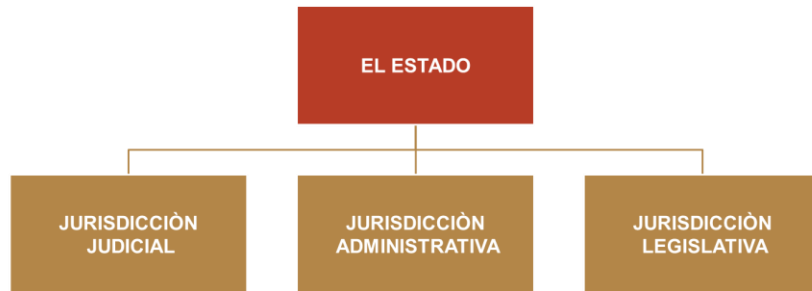 EL ESTADO
JURISDICCIÒN
JUDICIAL
JURISDICCIÒN
ADMINISTRATIVA
JURISDICCIÒN
LEGISLATIVA